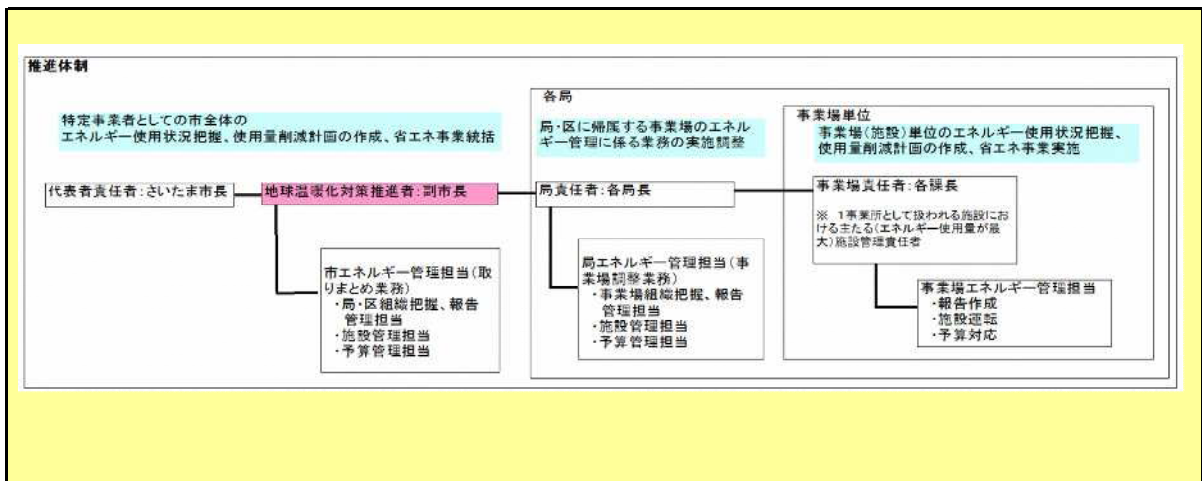 推進体制
特定事業者としての市全体の
エネルギー使用状況把握、使用量削減計画の作成、省エネ事業統括
各局
局・区に帰属する事業場のエネル
ギー管理に係る業務の実施調整
事業場単位
事業場(施設)単位のエネルギー使用状況把握、
使用量削減計画の作成、省エネ事業実施
代表者責任者:さいたま市長
地球温暖化対策推進者:副市長
局責任者:各局長
事業場責任者:各課長
※ 1事業所として扱われる施設にお
ける主たる(エネルギー使用量が最
大)施設管理責任者
市エネルギー管理担当(取
りまとめ業務)
・局・区組織把握、報告
管理担当
・施設管理担当
・予算管理担当
局エネルギー管理担当(事
業場調整業務)
・事業場組織把握、報告
管理担当
・施設管理担当
・予算管理担当
事業場エネルギー管理担当
・報告作成
・施設運転
・予算対応